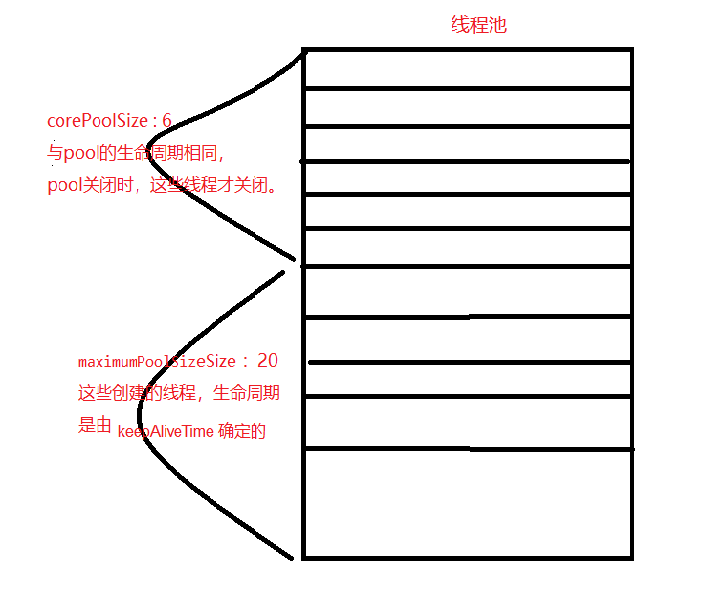 线程池
corePoolSize : 6
与pool的生命周期相同，
pool关闭时，这些线程才关闭。
maximumPoolSizeSize ：20
这些创建的线程，生命周期
是由 keepAliveTime 确定的